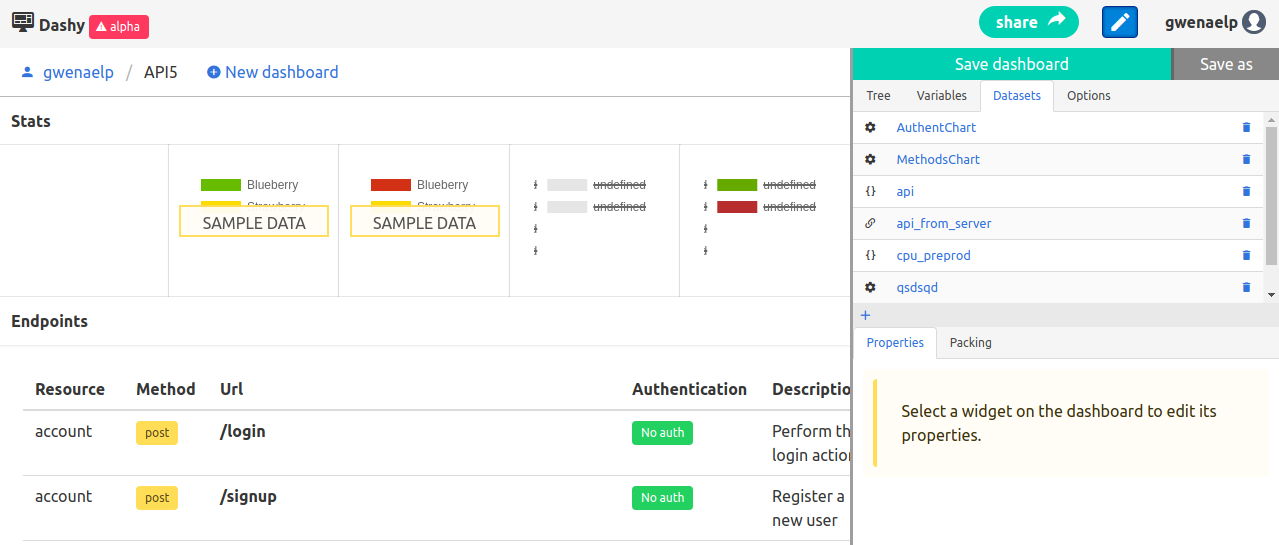 Dashy alpha
share
gwenaelp
gwenaelp / API5 New dashboard
Save dashboard
Save as
Stats
Blueberry
SAMPLE DATA
Blueberry
SAMPLE DATA
undefined
undefined
undefined
undefined
Endpoints
Resource Method Url Authentication Descriptio
account post /login No auth Perform th
login action
account post /signup No auth Register a
new user
Tree Variables Datasets Options
AuthentChart
MethodsChart
{} api
api_from_server
{} cpu_preprod
qsdsqd
+
Properties Packing
Select a widget on the dashboard to edit its
properties.